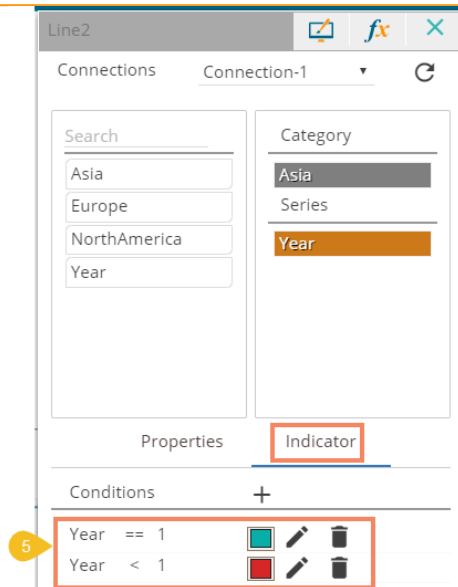 Line2
fx
Connections Connection-1
Search
Asia
Europe
NorthAmerica
Year
Category
Asia
Series
Year
Properties Indicator
Conditions +
5
Year == 1
Year < 1